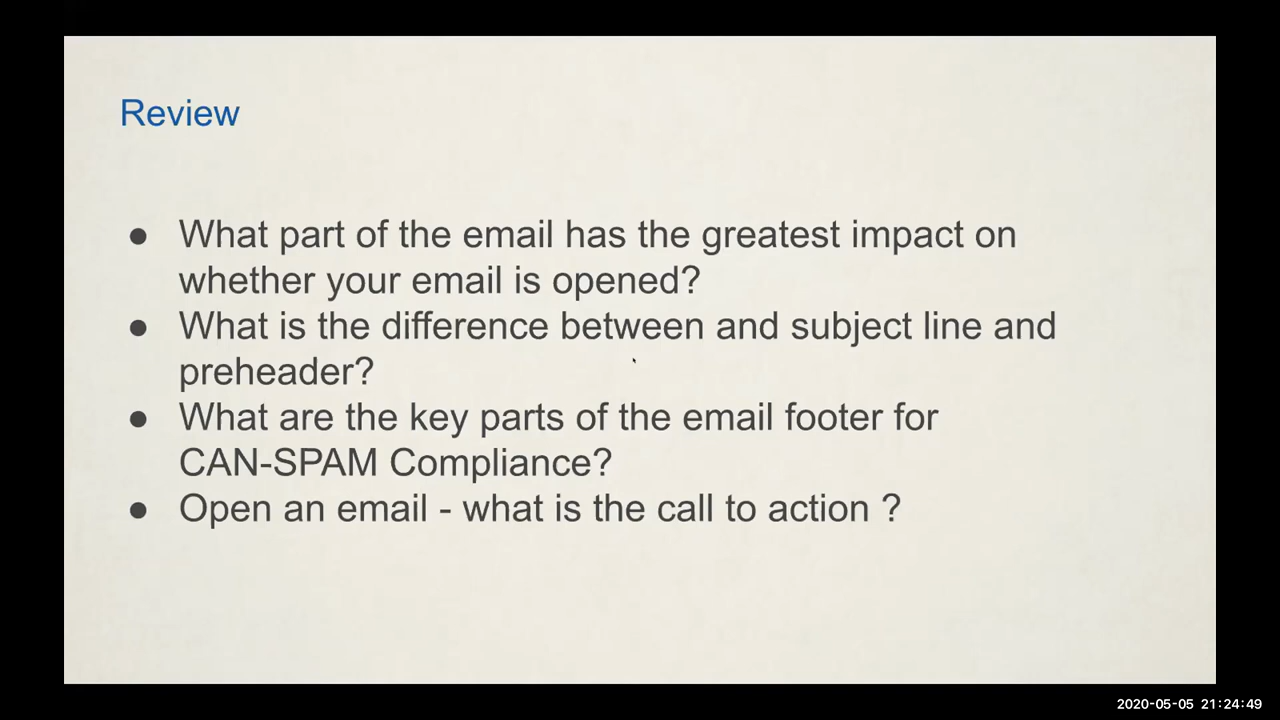 Review
● What part of the email has the greatest impact on
whether your email is opened?
● What is the difference between and subject line and
preheader?
● What are the key parts of the email footer for
CAN-SPAM Compliance?
● Open an email - what is the call to action ?
2020-05-05 21:24:49